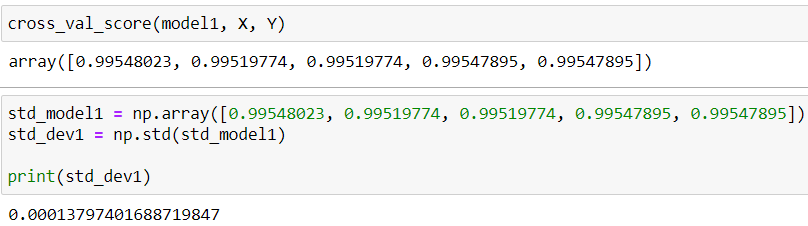 cross_val_score(model1, X, Y)
array([0.99548023, 0.99519774, 0.99519774, 0.99547895, 0.99547895])
std_model1 = np.array([0.99548023, 0.99519774, 0.99519774, 0.99547895, 0.99547895])
std_dev1 = np.std(std_model1)
print(std_dev1)
0.00013797401688719847